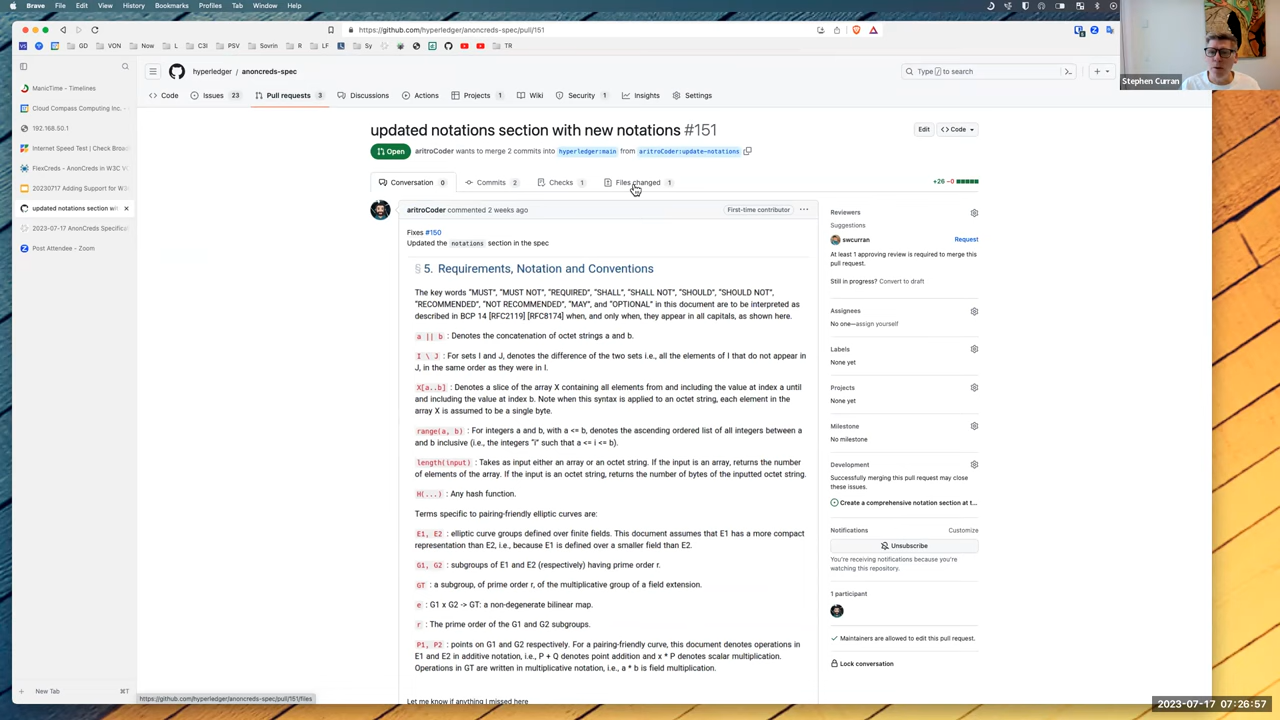 Brave File Edit View History Bookmarks Profiles Tab Window Help
https://github.com/hyperledger/anoncreds-spec/pull/151
GD VON Now L C3I PSV Sovrin R LF Sy TR
ManicTime - Timelines
Cloud Compass Computing Inc. -
192.168.50.1
Internet Speed Test | Check Broad
FlexCreds - AnonCreds in W3C V
20230717 Adding Support for W3
updated notations section wit
2023-07-17 AnonCreds Specifica
Post Attendee - Zoom
New Tab ⌘T
hyperledger / anoncreds-spec
Type / to search
Code Issues 23 Pull requests 3 Discussions Actions Projects 1 Wiki Security 1 Insights Settings
updated notations section with new notations #151
Edit <> Code
Open aritroCoder wants to merge 2 commits into hyperledger:main from aritroCoder:update-notations
Conversation 0 Commits 2 Checks 1 Files changed 1
+26 −0
aritroCoder commented 2 weeks ago First-time contributor ...
Fixes #150
Updated the notations section in the spec
§ 5. Requirements, Notation and Conventions
The key words “MUST”, “MUST NOT”, “REQUIRED”, “SHALL”, “SHALL NOT”, “SHOULD”, “SHOULD NOT”,
“RECOMMENDED”, “NOT RECOMMENDED”, “MAY”, and “OPTIONAL” in this document are to be interpreted as
described in BCP 14 [RFC2119] [RFC8174] when, and only when, they appear in all capitals, as shown here.
a || b : Denotes the concatenation of octet strings a and b.
I \ J : For sets I and J, denotes the difference of the two sets i.e., all the elements of I that do not appear in
J, in the same order as they were in I.
X[a..b] : Denotes a slice of the array X containing all elements from and including the value at index a until
and including the value at index b. Note when this syntax is applied to an octet string, each element in the
array X is assumed to be a single byte.
range(a, b) : For integers a and b, with a <= b, denotes the ascending ordered list of all integers between a
and b inclusive (i.e., the integers “i” such that a <= i <= b).
length(input) : Takes as input either an array or an octet string. If the input is an array, returns the number
of elements of the array. If the input is an octet string, returns the number of bytes of the inputted octet string.
H(...) : Any hash function.
Terms specific to pairing-friendly elliptic curves are:
E1, E2 : elliptic curve groups defined over finite fields. This document assumes that E1 has a more compact
representation than E2, i.e., because E1 is defined over a smaller field than E2.
G1, G2 : subgroups of E1 and E2 (respectively) having prime order r.
GT : a subgroup, of prime order r, of the multiplicative group of a field extension.
e : G1 x G2 -> GT: a non-degenerate bilinear map.
r : The prime order of the G1 and G2 subgroups.
P1, P2 : points on G1 and G2 respectively. For a pairing-friendly curve, this document denotes operations in
E1 and E2 in additive notation, i.e., P + Q denotes point addition and x * P denotes scalar multiplication.
Operations in GT are written in multiplicative notation, i.e., a * b is field multiplication.
Let me know if anything I missed here
Reviewers
Suggestions
swcurran Request
At least 1 approving review is required to merge this
pull request.
Still in progress? Convert to draft
Assignees
No one—assign yourself
Labels
None yet
Projects
None yet
Milestone
No milestone
Development
Successfully merging this pull request may close
these issues.
Create a comprehensive notation section at t...
Notifications Customize
Unsubscribe
You're receiving notifications because you're
watching this repository.
1 participant
Maintainers are allowed to edit this pull request.
Lock conversation
https://github.com/hyperledger/anoncreds-spec/pull/151/files
Stephen Curran
2023-07-17 07:26:57